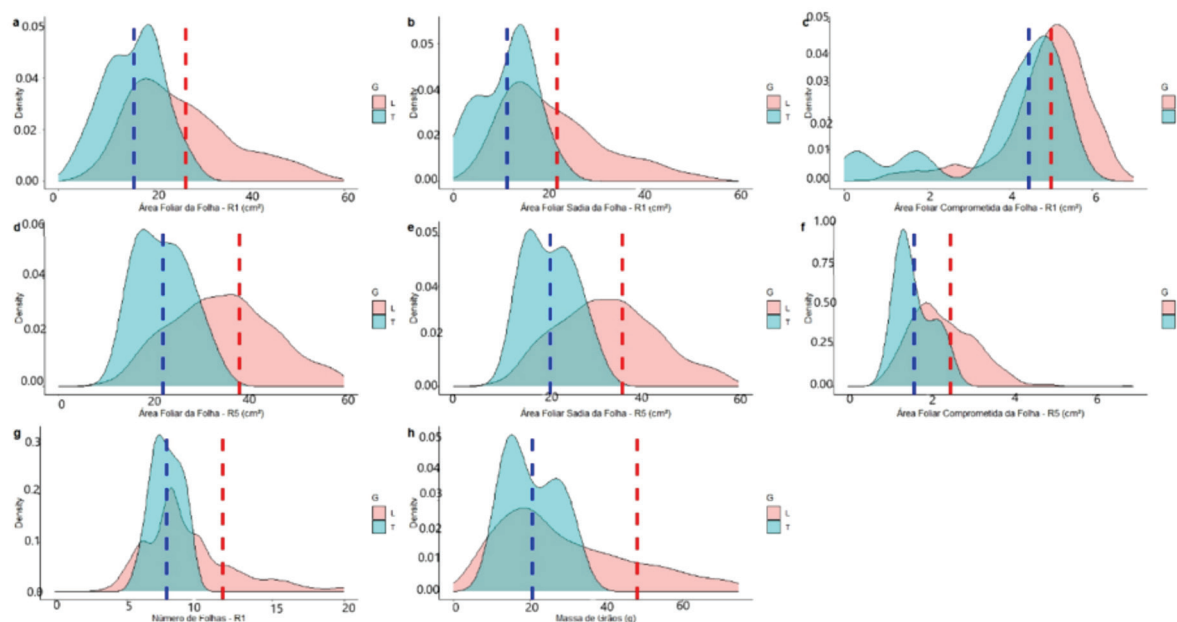 a
0.05
0.04
0.02
0.00
Density
0
20
40
60
Área Foliar da Folha - R1 (cm²)
G
L
T
b
0.05
0.04
0.02
0.00
Density
0
20
40
60
Área Foliar Sadia da Folha - R1 (cm²)
G
L
T
c
0.05
0.04
0.03
0.02
0.01
0.00
Density
0
2
4
6
Área Foliar Comprometida da Folha - R1 (cm²)
G
L
T
d
0.06
0.04
0.02
0.00
Density
0
20
40
60
Área Foliar da Folha - R5 (cm²)
G
L
T
e
0.05
0.04
0.02
0.00
Density
0
20
40
60
Área Foliar Sadia da Folha - R5 (cm²)
G
L
T
f
1.00
0.75
0.50
0.25
0.00
Density
0
2
4
6
Área Foliar Comprometida da Folha - R5 (cm²)
G
g
0.3
0.2
0.1
0.0
Density
0
5
10
15
20
Número de Folhas - R1
G
L
T
h
0.05
0.04
0.03
0.02
0.01
0.00
Density
0
20
40
60
Massa de Grãos (g)
G
L
T